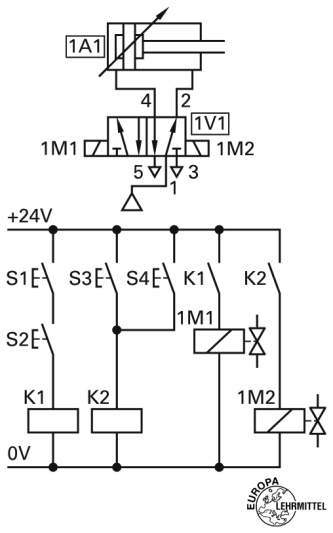 1A1
4 2
1V1
1M1 1M2
5 3
1
+24V
S1 S3 S4 K1 K2
1M1
S2
K1 K2 1M2
0V
EUROPA
LEHRMITTEL